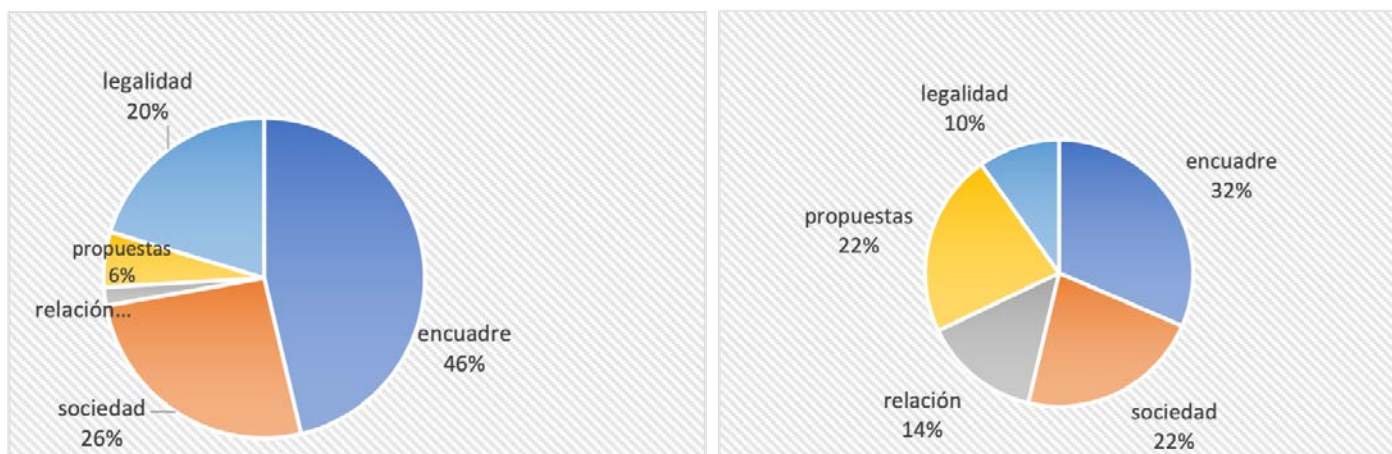 legalidad
20%
propuestas
6%
relación...
encuadre
46%
sociedad
26%
legalidad
10%
encuadre
32%
propuestas
22%
relación
14%
sociedad
22%